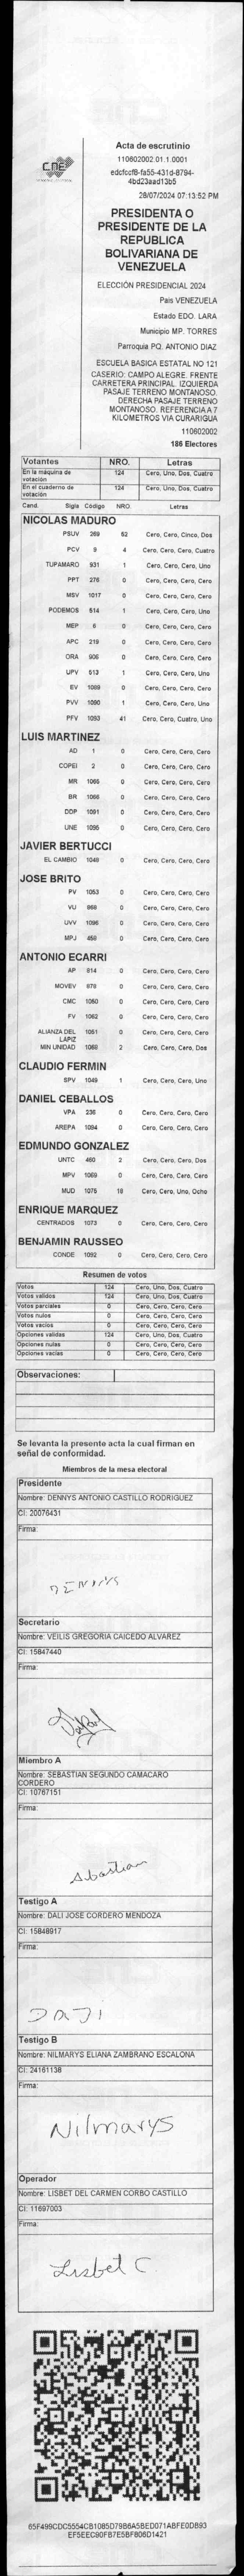 CNE
Acta de escrutinio
110602002.01.1.0001
edcfccf8-fa55-431d-8794-
4bd23aad13b5
28/07/2024 07:13:52 PM
PRESIDENTA O
PRESIDENTE DE LA
REPUBLICA
BOLIVARIANA DE
VENEZUELA
ELECCIÓN PRESIDENCIAL 2024
Pais VENEZUELA
Estado EDO. LARA
Municipio MP. TORRES
Parroquia PQ. ANTONIO DIAZ
ESCUELA BASICA ESTATAL NO 121
CASERIO: CAMPO ALEGRE. FRENTE
CARRETERA PRINCIPAL. IZQUIERDA
PASAJE TERRENO MONTANOSO.
DERECHA PASAJE TERRENO
MONTANOSO. REFERENCIA A 7
KILOMETROS VIA CURARIGUA
110602002
186 Electores
Votantes NRO. Letras
En la máquina de votación 124 Cero, Uno, Dos, Cuatro
En el cuaderno de votación 124 Cero, Uno, Dos, Cuatro
Cand. Sigla Código NRO. Letras
NICOLAS MADURO
PSUV 269 52 Cero, Cero, Cinco, Dos
PCV 9 4 Cero, Cero, Cero, Cuatro
TUPAMARO 931 1 Cero, Cero, Cero, Uno
PPT 276 0 Cero, Cero, Cero, Cero
MSV 1017 0 Cero, Cero, Cero, Cero
PODEMOS 514 1 Cero, Cero, Cero, Uno
MEP 6 0 Cero, Cero, Cero, Cero
APC 219 0 Cero, Cero, Cero, Cero
ORA 906 0 Cero, Cero, Cero, Cero
UPV 513 1 Cero, Cero, Cero, Uno
EV 1089 0 Cero, Cero, Cero, Cero
PVV 1090 1 Cero, Cero, Cero, Uno
PFV 1093 41 Cero, Cero, Cuatro, Uno
LUIS MARTINEZ
AD 1 0 Cero, Cero, Cero, Cero
COPEI 2 0 Cero, Cero, Cero, Cero
MR 1065 0 Cero, Cero, Cero, Cero
BR 1066 0 Cero, Cero, Cero, Cero
DDP 1091 0 Cero, Cero, Cero, Cero
UNE 1095 0 Cero, Cero, Cero, Cero
JAVIER BERTUCCI
EL CAMBIO 1048 0 Cero, Cero, Cero, Cero
JOSE BRITO
PV 1053 0 Cero, Cero, Cero, Cero
VU 868 0 Cero, Cero, Cero, Cero
UVV 1096 0 Cero, Cero, Cero, Cero
MPJ 459 0 Cero, Cero, Cero, Cero
ANTONIO ECARRI
AP 814 0 Cero, Cero, Cero, Cero
MOVEV 878 0 Cero, Cero, Cero, Cero
CMC 1050 0 Cero, Cero, Cero, Cero
FV 1062 0 Cero, Cero, Cero, Cero
ALIANZA DEL LAPIZ 1051 0 Cero, Cero, Cero, Cero
MIN UNIDAD 1068 2 Cero, Cero, Cero, Dos
CLAUDIO FERMIN
SPV 1049 1 Cero, Cero, Cero, Uno
DANIEL CEBALLOS
VPA 236 0 Cero, Cero, Cero, Cero
AREPA 1094 0 Cero, Cero, Cero, Cero
EDMUNDO GONZALEZ
UNTC 460 2 Cero, Cero, Cero, Dos
MPV 1069 0 Cero, Cero, Cero, Cero
MUD 1075 18 Cero, Cero, Uno, Ocho
ENRIQUE MARQUEZ
CENTRADOS 1073 0 Cero, Cero, Cero, Cero
BENJAMIN RAUSSEO
CONDE 1092 0 Cero, Cero, Cero, Cero
Resumen de votos
Votos 124 Cero, Uno, Dos, Cuatro
Votos validos 124 Cero, Uno, Dos, Cuatro
Votos parciales 0 Cero, Cero, Cero, Cero
Votos nulos 0 Cero, Cero, Cero, Cero
Votos vacios 0 Cero, Cero, Cero, Cero
Opciones validas 124 Cero, Uno, Dos, Cuatro
Opciones nulas 0 Cero, Cero, Cero, Cero
Opciones vacias 0 Cero, Cero, Cero, Cero
Observaciones:
Se levanta la presente acta la cual firman en
señal de conformidad.
Miembros de la mesa electoral
Presidente
Nombre: DENNYS ANTONIO CASTILLO RODRIGUEZ
CI: 20076431
Firma:
DENNYS
Secretario
Nombre: VEILIS GREGORIA CAICEDO ALVAREZ
CI: 15847440
Firma:
Miembro A
Nombre: SEBASTIAN SEGUNDO CAMACARO
CORDERO
CI: 10767151
Firma:
Sbastian
Testigo A
Nombre: DALI JOSE CORDERO MENDOZA
CI: 15848917
Firma:
DALI
Testigo B
Nombre: NILMARYS ELIANA ZAMBRANO ESCALONA
CI: 24161138
Firma:
Nilmarys
Operador
Nombre: LISBET DEL CARMEN CORBO CASTILLO
CI: 11697003
Firma:
Lisbet C
65F499CDC5554CB1085D79B6A5BED071ABFE0DB93
EF5EEC90FB7E5BF806D1421